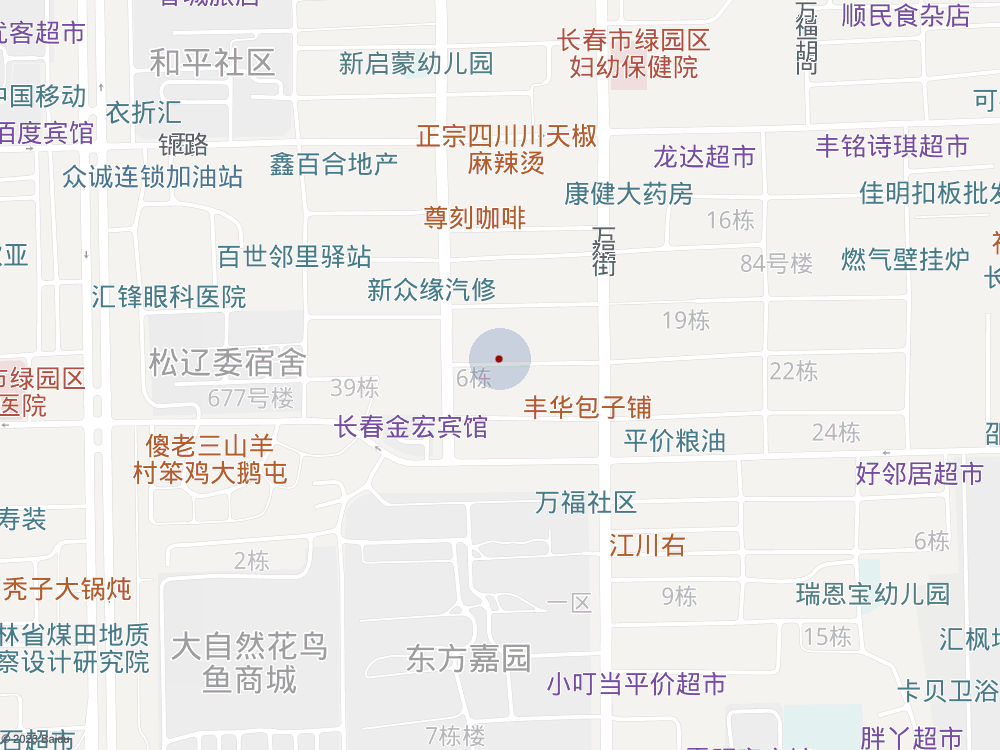 顺民食杂店
尤客超市
万福胡同
长春市绿园区
妇幼保健院
和平社区
新启蒙幼儿园
中国移动
衣折汇
百度宾馆
正宗四川川天椒
麻辣烫
锦西路
丰铭诗琪超市
龙达超市
鑫百合地产
众诚连锁加油站
康健大药房
佳明扣板批发
尊刻咖啡
16栋
万福街
百世邻里驿站
84号楼
燃气壁挂炉
新众缘汽修
汇锋眼科医院
19栋
松辽委宿舍
市绿园区
医院
39栋
6栋
22栋
677号楼
丰华包子铺
长春金宏宾馆
24栋
平价粮油
傻老三山羊
村笨鸡大鹅屯
好邻居超市
万福社区
寿装
江川右
6栋
2栋
秃子大锅炖
一区
9栋
瑞恩宝幼儿园
林省煤田地质
察设计研究院
大自然花鸟
鱼商城
15栋
汇枫
东方嘉园
小叮当平价超市
卡贝卫浴
7栋楼
胖丫超市
石超市